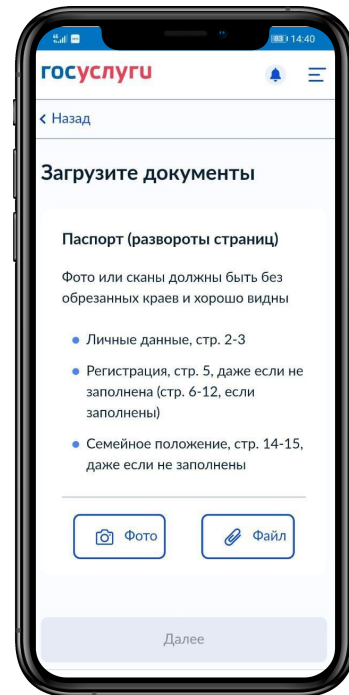 14:40
госуслуги
Назад
Загрузите документы
Паспорт (развороты страниц)
Фото или сканы должны быть без
обрезанных краев и хорошо видны
Личные данные, стр. 2-3
Регистрация, стр. 5, даже если не
заполнена (стр. 6-12, если
заполнены)
Семейное положение, стр. 14-15,
даже если не заполнены
Фото
Файл
Далее